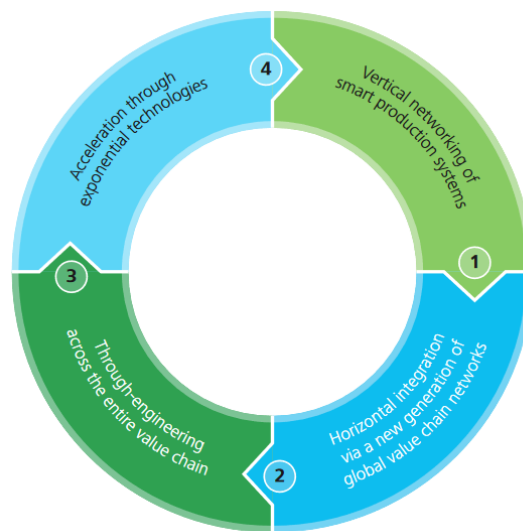 Vertical networking of
smart production systems
1
Horizontal integration
via a new generation of
global value chain networks
2
Through-engineering
across the entire value chain
3
Acceleration through
exponential technologies
4